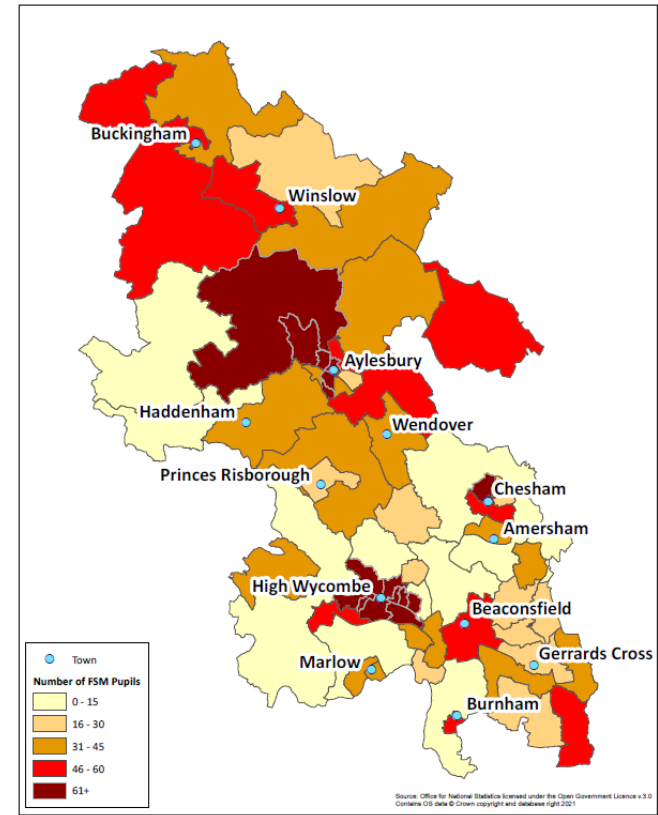 Buckingham
Winslow
Aylesbury
Haddenham
Wendover
Princes Risborough
Chesham
Amersham
High Wycombe
Beaconsfield
Gerrards Cross
Marlow
Burnham
Town
Number of FSM Pupils
0 - 15
16 - 30
31 - 45
46 - 60
61+
Source: Office for National Statistics licensed under the Open Government Licence v.3.0
Contains OS data © Crown copyright and database right 2021